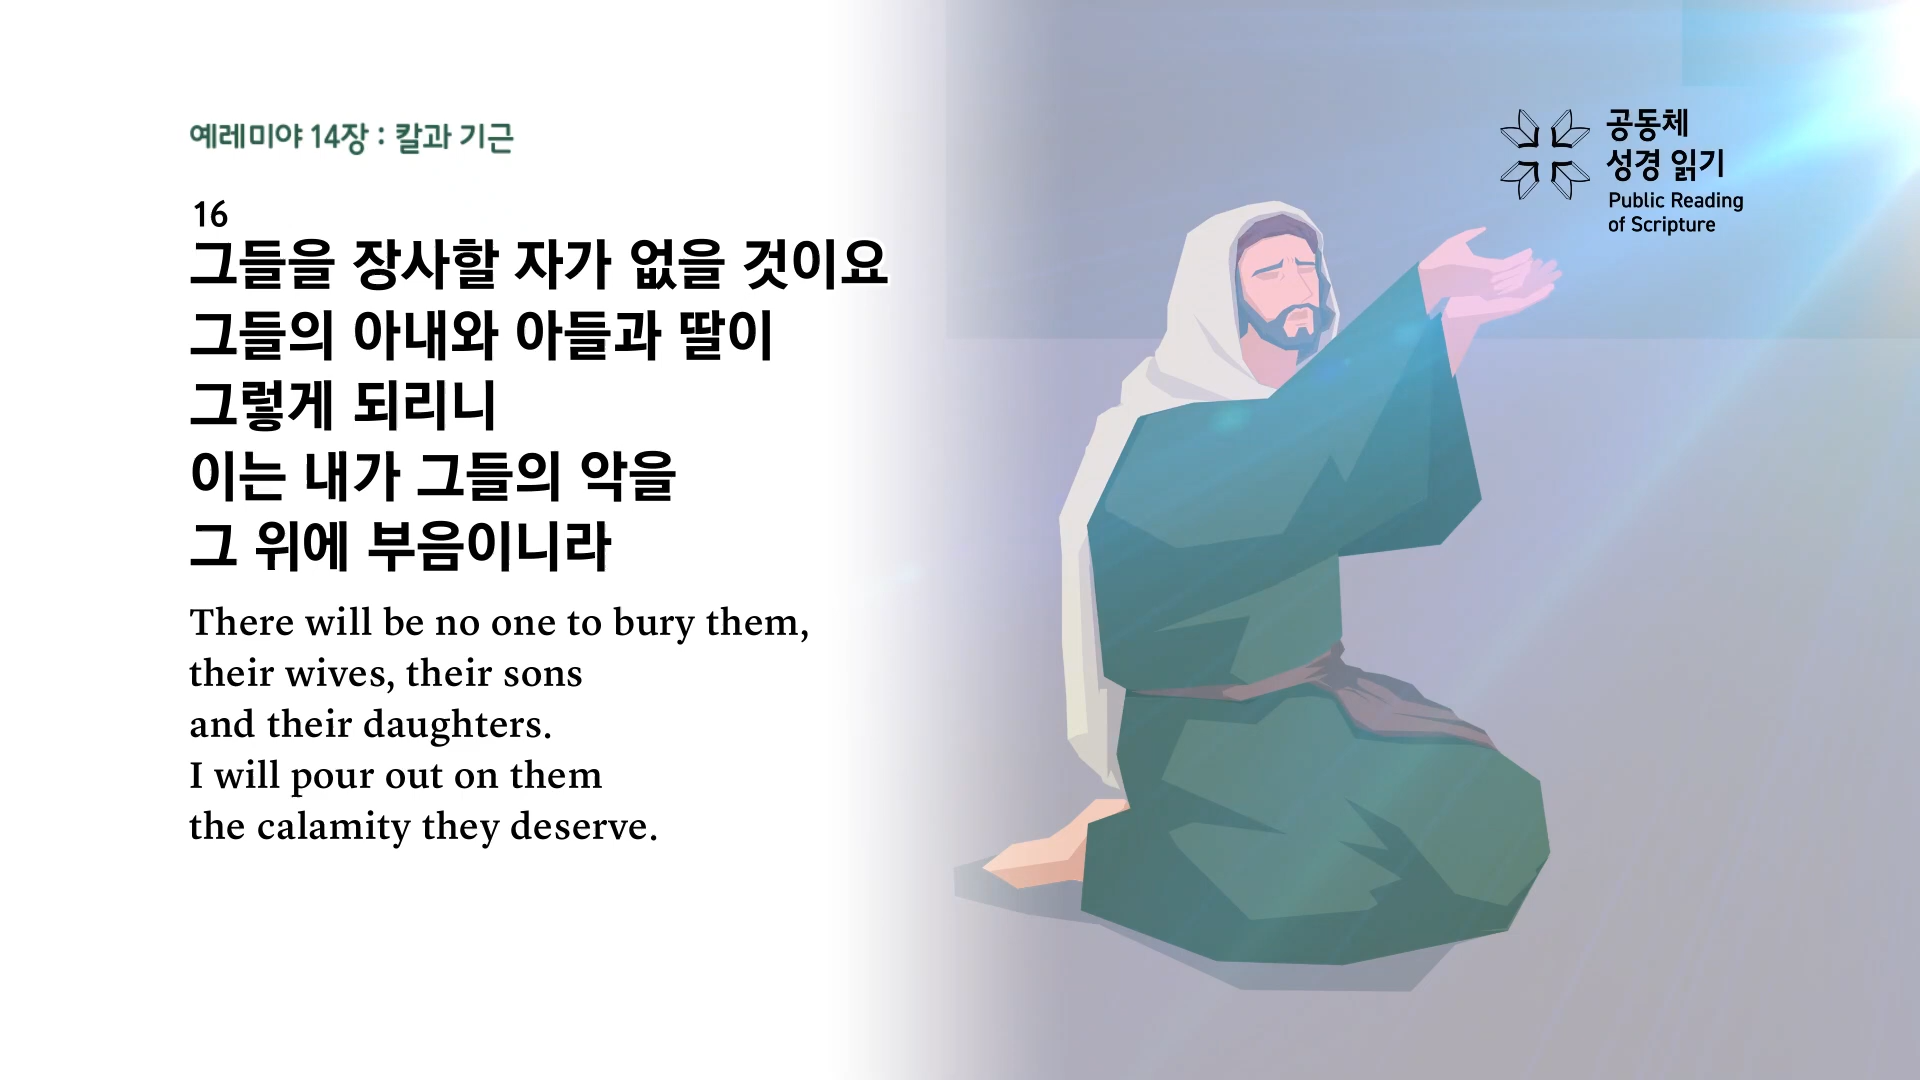 예레미야 14장 : 칼과 기근
16
그들을 장사할 자가 없을 것이요
그들의 아내와 아들과 딸이
그렇게 되리니
이는 내가 그들의 악을
그 위에 부음이니라
There will be no one to bury them,
their wives, their sons
and their daughters.
I will pour out on them
the calamity they deserve.
공동체
성경 읽기
Public Reading
of Scripture